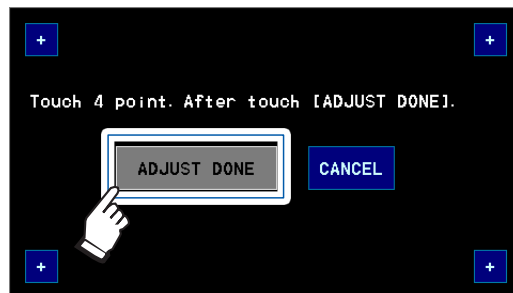 + +
Touch 4 point. After touch [ADJUST DONE].
ADJUST DONE CANCEL
+ +